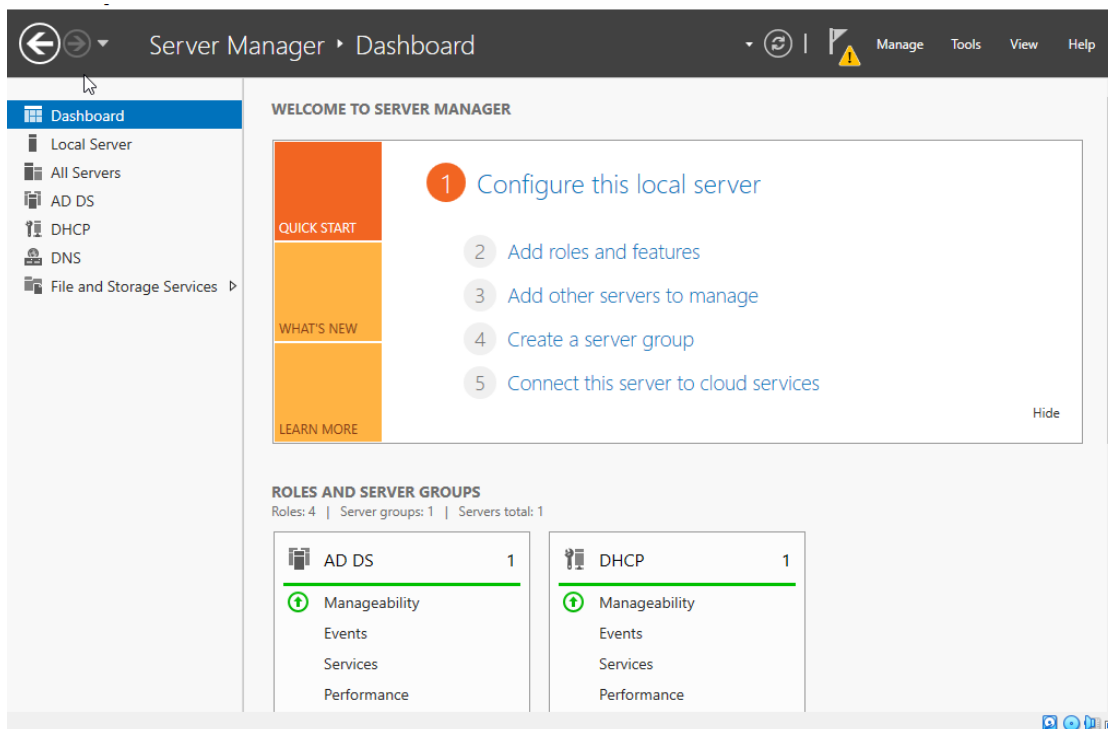 Server Manager ‣ Dashboard
Manage Tools View Help
Dashboard
Local Server
All Servers
AD DS
DHCP
DNS
File and Storage Services
WELCOME TO SERVER MANAGER
QUICK START
WHAT'S NEW
LEARN MORE
1 Configure this local server
2 Add roles and features
3 Add other servers to manage
4 Create a server group
5 Connect this server to cloud services
Hide
ROLES AND SERVER GROUPS
Roles: 4 | Server groups: 1 | Servers total: 1
AD DS 1
Manageability
Events
Services
Performance
DHCP 1
Manageability
Events
Services
Performance